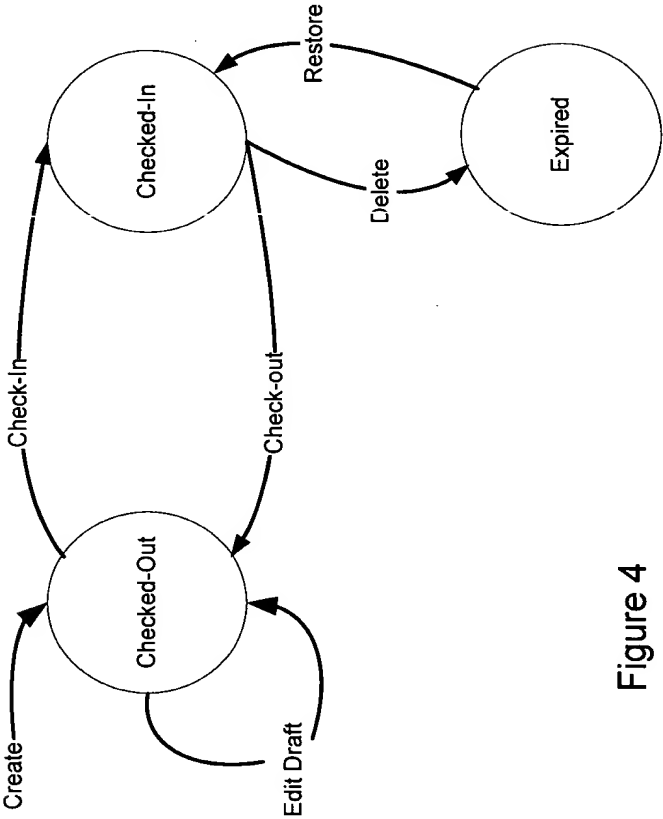 Create
Check-In
Checked-Out
Checked-In
Check-out
Edit Draft
Delete
Restore
Expired
Figure 4